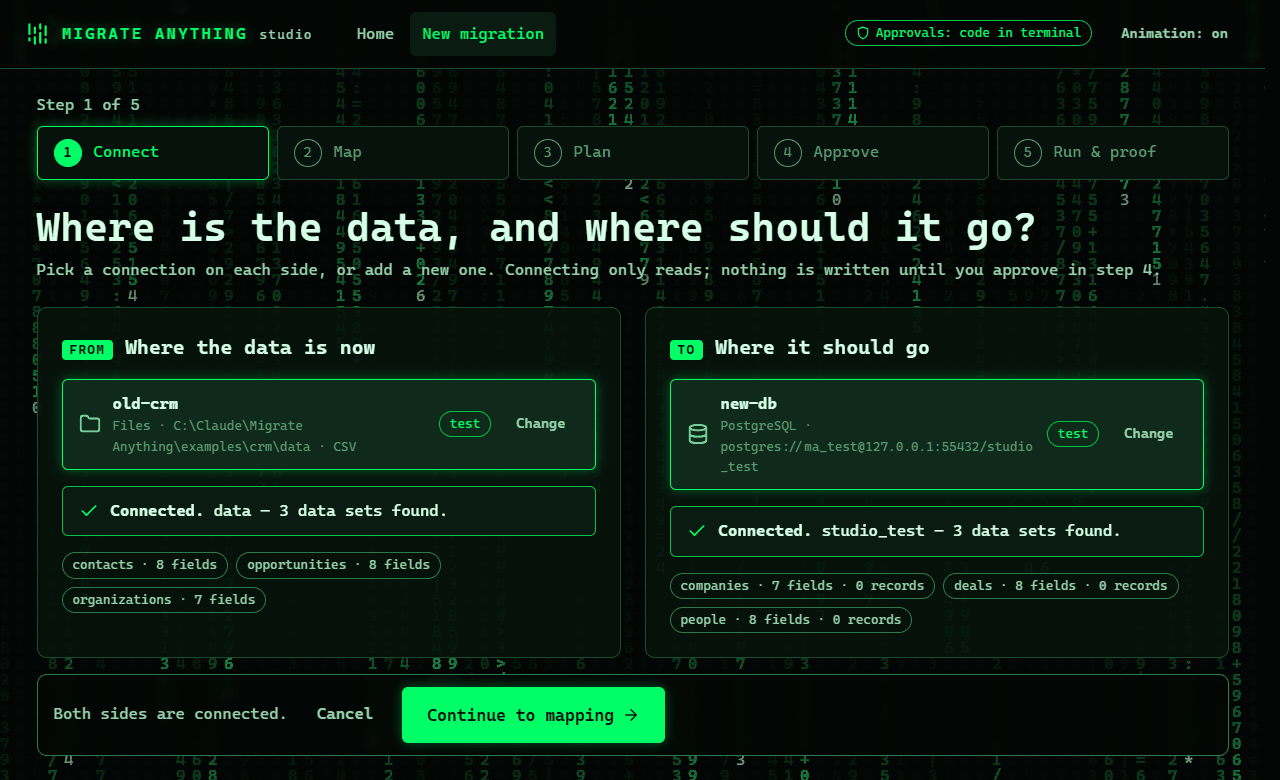 MIGRATE ANYTHING studio Home New migration Approvals: code in terminal Animation: on
Step 1 of 5
1 Connect 2 Map 3 Plan 4 Approve 5 Run & proof
Where is the data, and where should it go?
Pick a connection on each side, or add a new one. Connecting only reads; nothing is written until you approve in step 4.
FROM Where the data is now
old-crm
Files · C:\Claude\Migrate
Anything\examples\crm\data · CSV
test Change
Connected. data — 3 data sets found.
contacts · 8 fields opportunities · 8 fields
organizations · 7 fields
TO Where it should go
new-db
PostgreSQL ·
postgres://ma_test@127.0.0.1:55432/studio
_test
test Change
Connected. studio_test — 3 data sets found.
companies · 7 fields · 0 records deals · 8 fields · 0 records
people · 8 fields · 0 records
Both sides are connected. Cancel Continue to mapping →